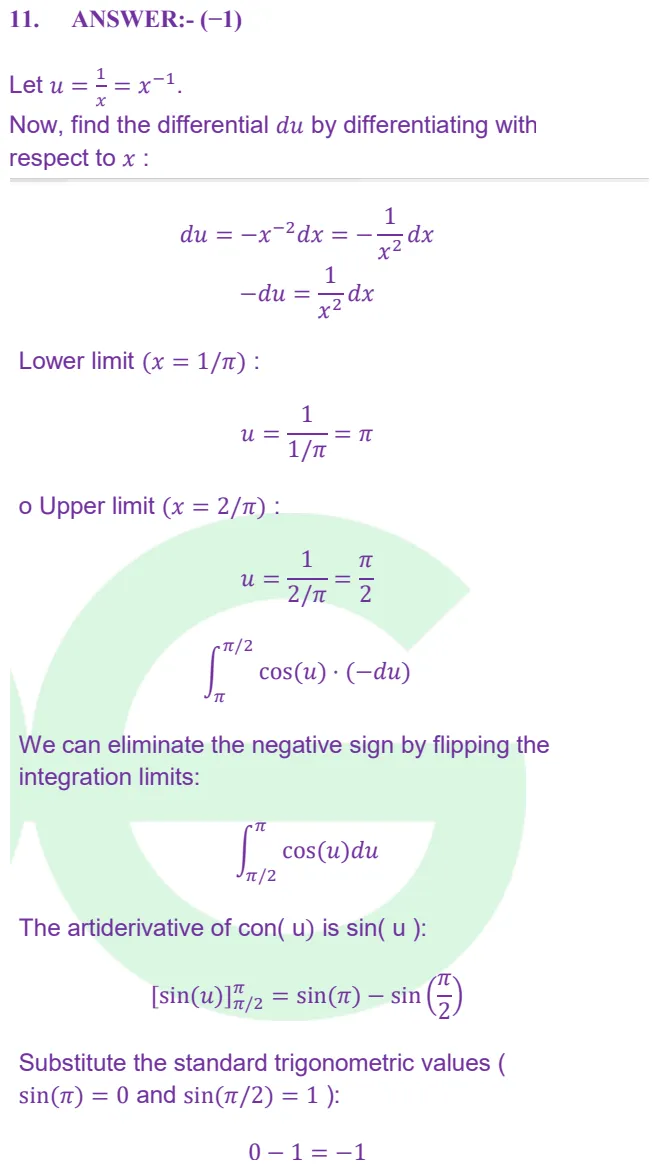 11. ANSWER:- (−1)
Let u = 1/x = x⁻¹.
Now, find the differential du by differentiating with
respect to x :
du = −x⁻²dx = −1/x² dx
−du = 1/x² dx
Lower limit (x = 1/π) :
u = 1/(1/π) = π
o Upper limit (x = 2/π) :
u = 1/(2/π) = π/2
∫_π^{π/2} cos(u) · (−du)
We can eliminate the negative sign by flipping the
integration limits:
∫_{π/2}^π cos(u)du
The artiderivative of con( u) is sin( u ):
[sin(u)]_{π/2}^π = sin(π) − sin(π/2)
Substitute the standard trigonometric values (
sin(π) = 0 and sin(π/2) = 1 ):
0 − 1 = −1